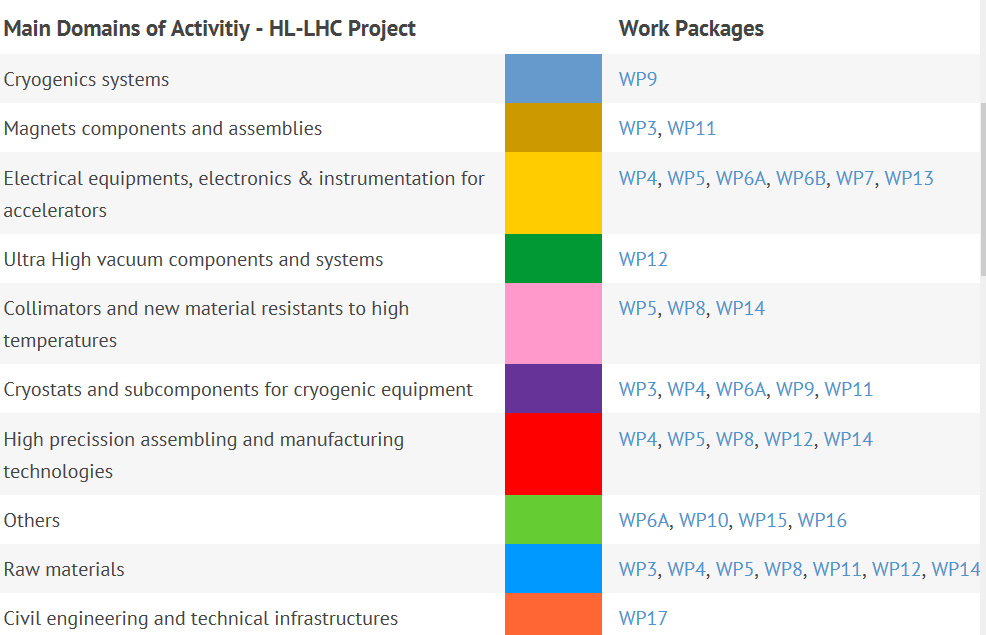 Main Domains of Activitiy - HL-LHC Project Work Packages
Cryogenics systems WP9
Magnets components and assemblies WP3, WP11
Electrical equipments, electronics & instrumentation for WP4, WP5, WP6A, WP6B, WP7, WP13
accelerators
Ultra High vacuum components and systems WP12
Collimators and new material resistants to high WP5, WP8, WP14
temperatures
Cryostats and subcomponents for cryogenic equipment WP3, WP4, WP6A, WP9, WP11
High precission assembling and manufacturing WP4, WP5, WP8, WP12, WP14
technologies
Others WP6A, WP10, WP15, WP16
Raw materials WP3, WP4, WP5, WP8, WP11, WP12, WP14
Civil engineering and technical infrastructures WP17